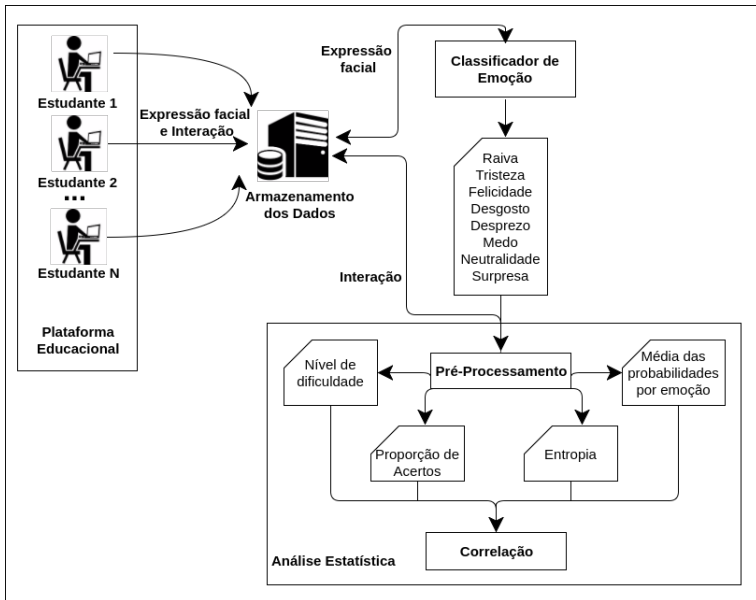 Estudante 1
Estudante 2
...
Estudante N
Plataforma
Educacional
Expressão facial
e Interação
Armazenamento
dos Dados
Expressão
facial
Classificador de
Emoção
Raiva
Tristeza
Felicidade
Desgosto
Desprezo
Medo
Neutralidade
Surpresa
Interação
Pré-Processamento
Nível de
dificuldade
Média das
probabilidades
por emoção
Proporção de
Acertos
Entropia
Correlação
Análise Estatística